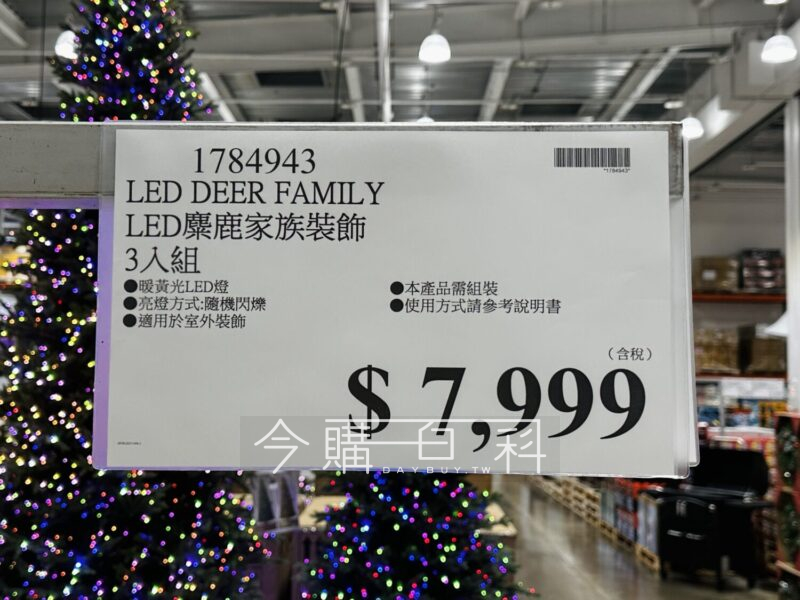 1784943
*1784943*
LED DEER FAMILY
LED麋鹿家族裝飾
3入組
●暖黃光LED燈
●亮燈方式:隨機閃爍
●適用於室外裝飾
●本產品需組裝
●使用方式請參考說明書
（含稅）
$ 7,999
今購百科
DAYBUY.TW